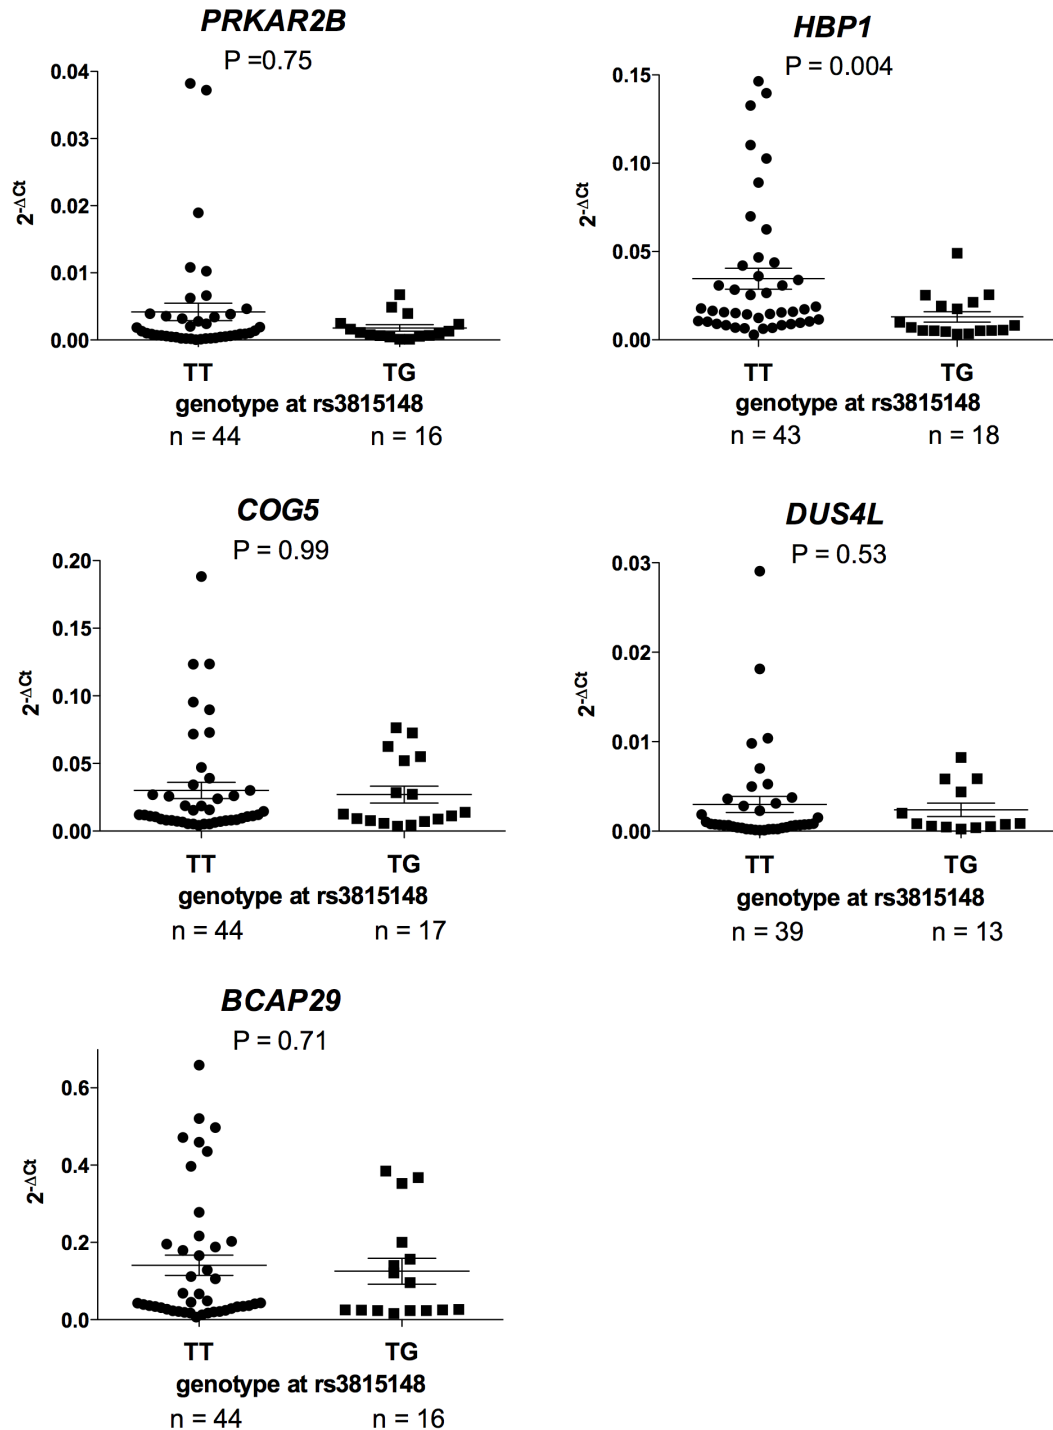 PRKAR2B
P =0.75
0.04
0.03
0.02
0.01
0.00
2-ΔCt
TT TG
genotype at rs3815148
n = 44 n = 16
HBP1
P = 0.004
0.15
0.10
0.05
0.00
2-ΔCt
TT TG
genotype at rs3815148
n = 43 n = 18
COG5
P = 0.99
0.20
0.15
0.10
0.05
0.00
2-ΔCt
TT TG
genotype at rs3815148
n = 44 n = 17
DUS4L
P = 0.53
0.03
0.02
0.01
0.00
2-ΔCt
TT TG
genotype at rs3815148
n = 39 n = 13
BCAP29
P = 0.71
0.6
0.4
0.2
0.0
2-ΔCt
TT TG
genotype at rs3815148
n = 44 n = 16